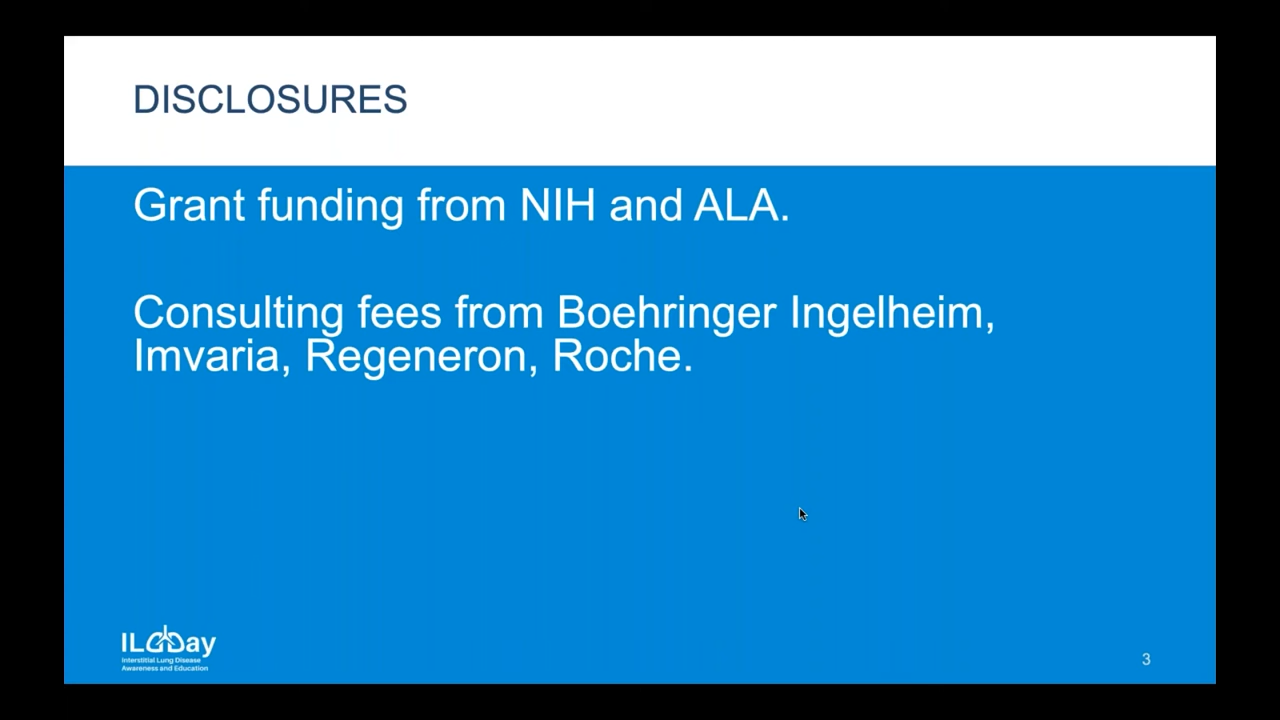 DISCLOSURES
Grant funding from NIH and ALA.
Consulting fees from Boehringer Ingelheim,
Imvaria, Regeneron, Roche.
ILDDay
Interstitial Lung Disease
Awareness and Education
3